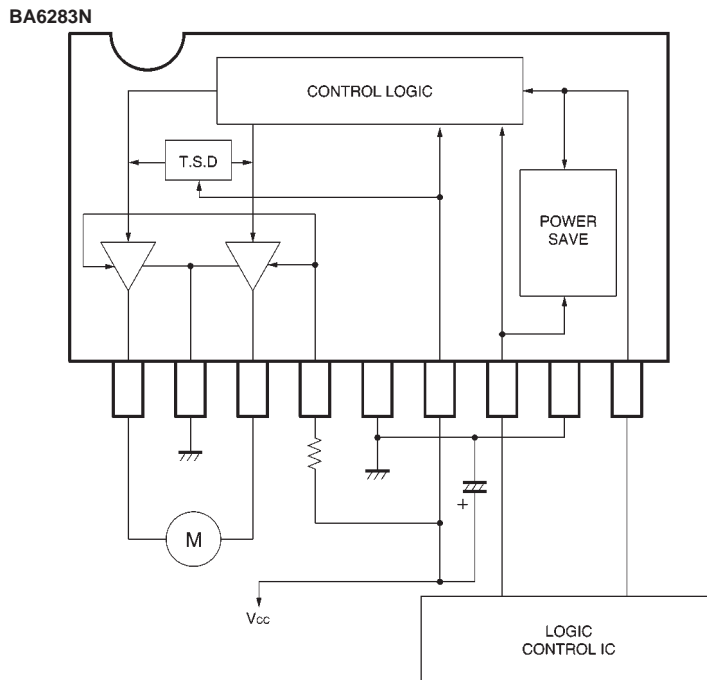 BA6283N
CONTROL LOGIC
T.S.D
POWER
SAVE
M
+
Vcc
LOGIC
CONTROL IC